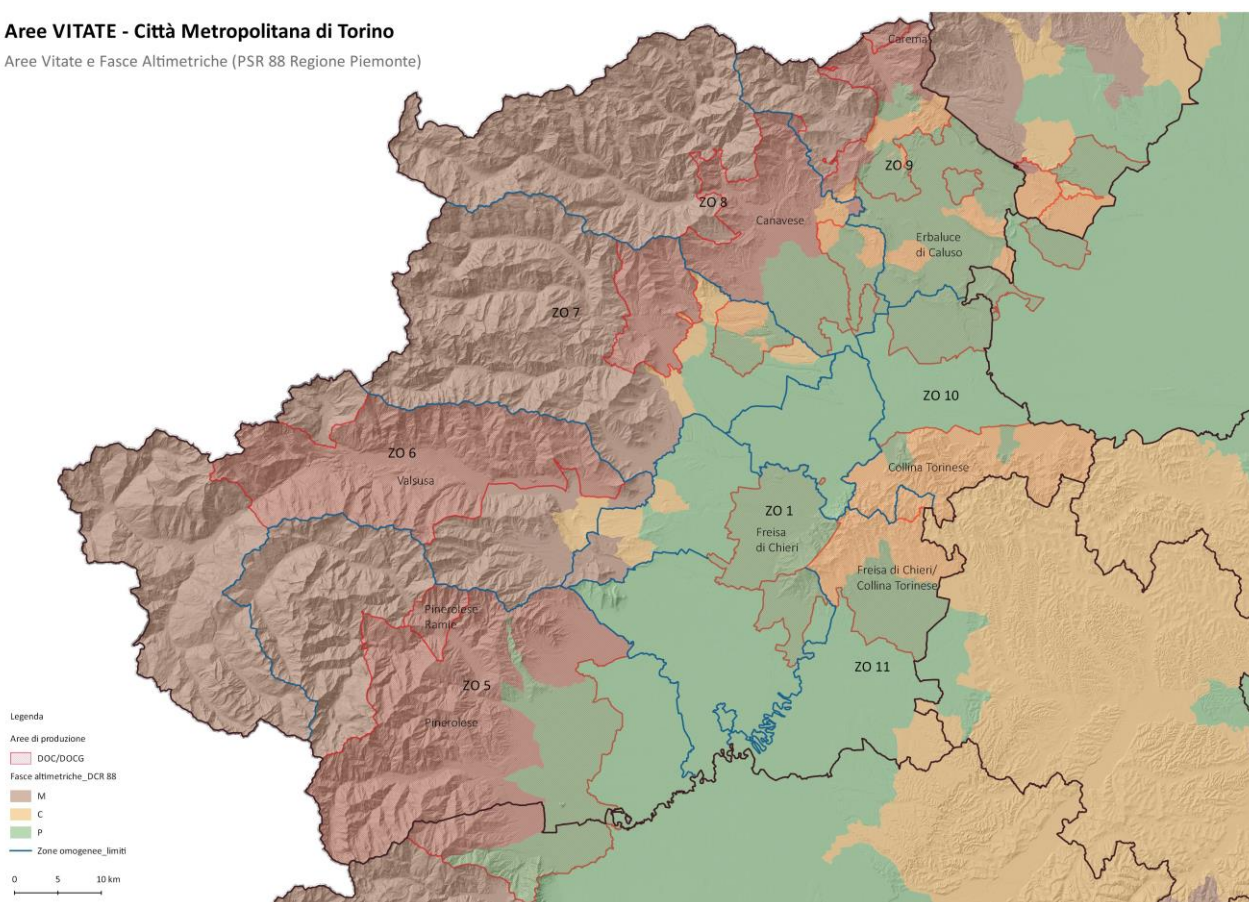 Aree VITATE - Città Metropolitana di Torino
Aree Vitate e Fasce Altimetriche (PSR 88 Regione Piemonte)
Carema
ZO 9
ZO 8
Canavese
Erbaluce
di Caluso
ZO 7
ZO 10
ZO 6
Valsusa
Collina Torinese
ZO 1
Freisa
di Chieri
Freisa di Chieri/
Collina Torinese
Pinerolese
Ramie
ZO 5
ZO 11
Pinerolese
Legenda
Aree di produzione
DOC/DOCG
Fasce altimetriche_DCR 88
M
C
P
Zone omogenee_limiti
0 5 10 km